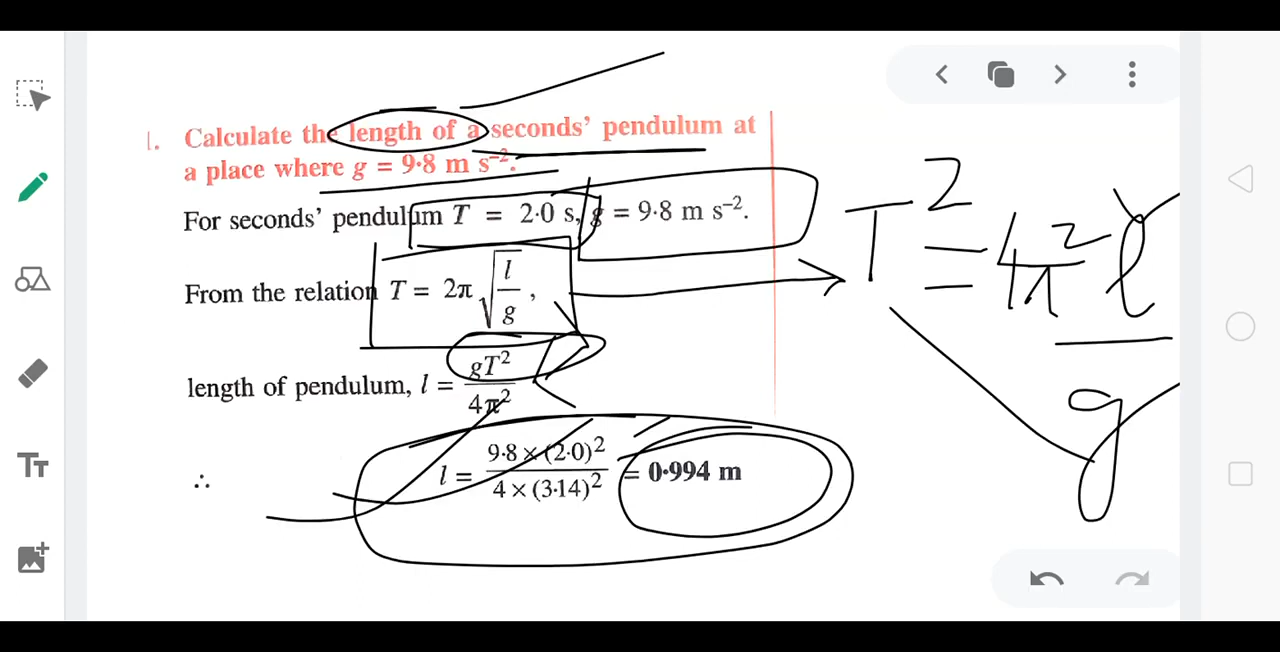 1. Calculate the length of a seconds’ pendulum at
a place where g = 9·8 m s⁻².
For seconds’ pendulum T = 2·0 s, g = 9·8 m s⁻².
From the relation T = 2π √(l/g),
length of pendulum, l = gT²/4π²
∴ l = 9·8 × (2·0)²/4 × (3·14)² = 0·994 m
T² = 4π²l/g
TT